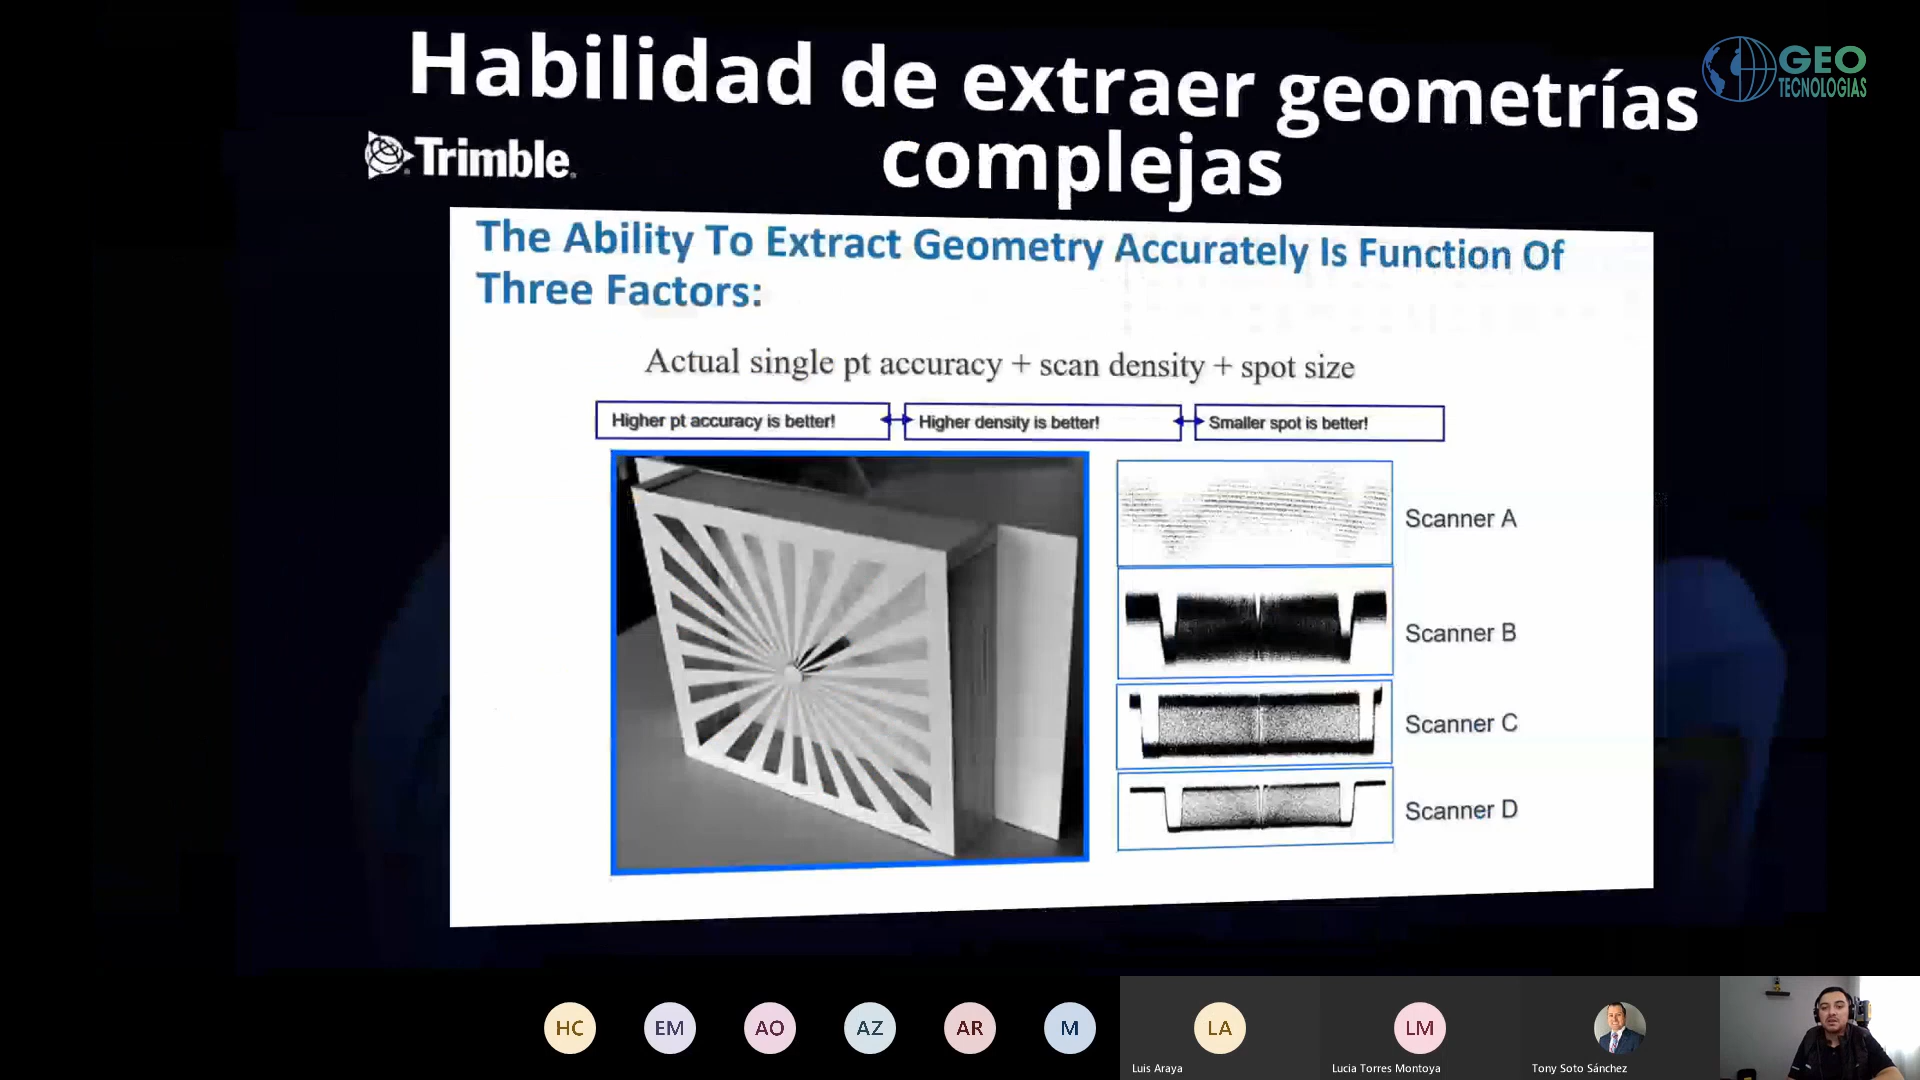 Habilidad de extraer geometrías
complejas
GEO
TECNOLOGIAS
Trimble
The Ability To Extract Geometry Accurately Is Function Of
Three Factors:
Actual single pt accuracy + scan density + spot size
Higher pt accuracy is better!
Higher density is better!
Smaller spot is better!
Scanner A
Scanner B
Scanner C
Scanner D
HC
EM
AO
AZ
AR
M
LA
LM
Luis Araya
Lucia Torres Montoya
Tony Soto Sánchez